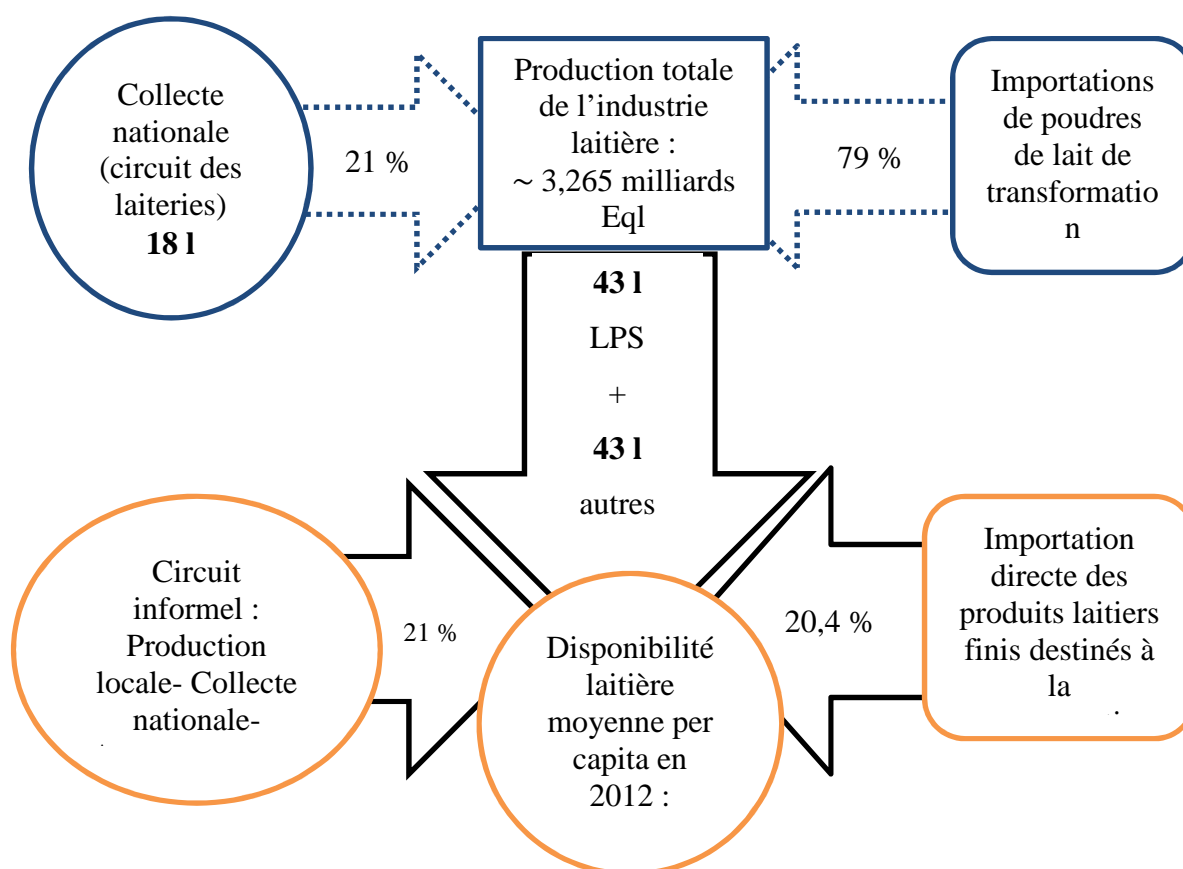 Collecte
nationale
(circuit des
laiteries)
18 l
21 %
Production totale
de l’industrie
laitière :
~ 3,265 milliards
Eql
79 %
Importations
de poudres
de lait de
transformatio
n
43 l
LPS
+
43 l
autres
Circuit
informel :
Production
locale- Collecte
nationale-
21 %
Disponibilité
laitière
moyenne per
capita en
2012 :
20,4 %
Importation
directe des
produits laitiers
finis destinés à
la